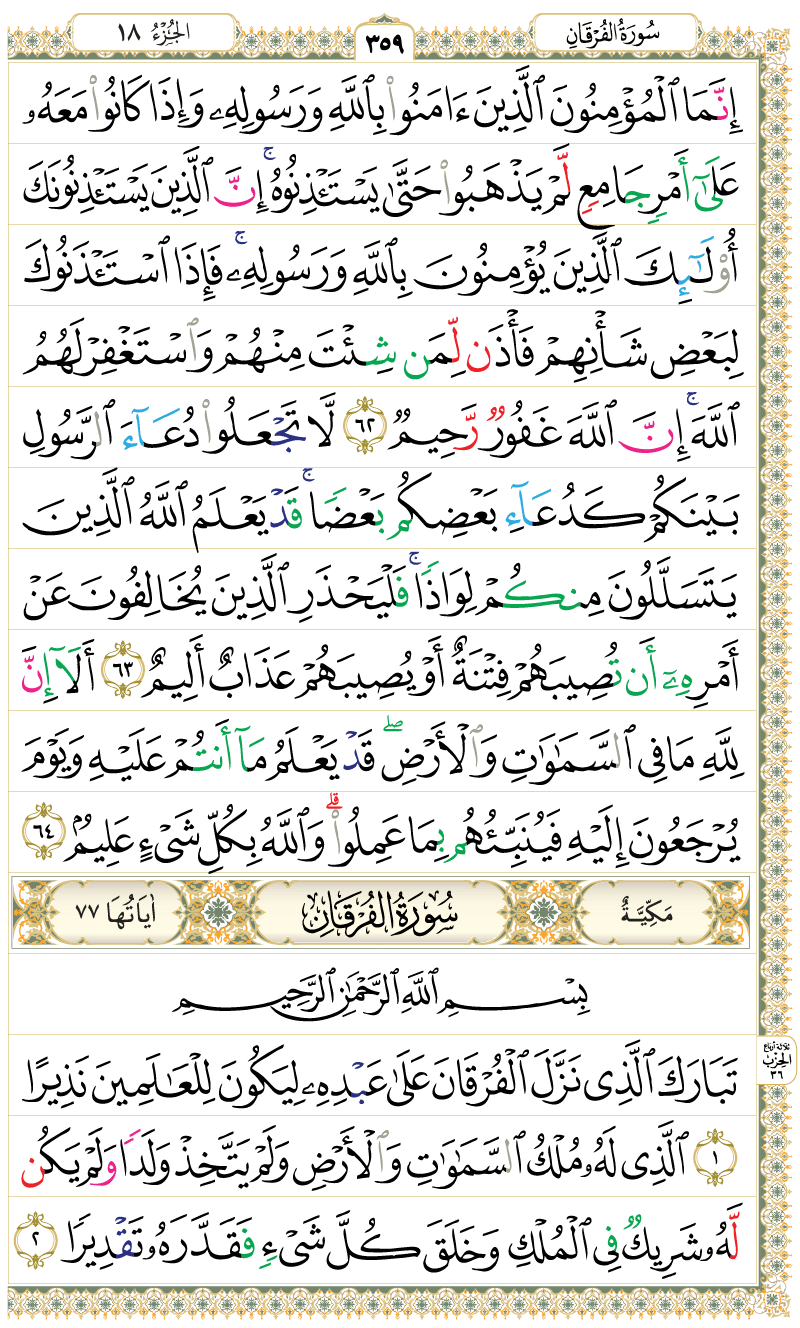 سُورَةُ الفُرْقَانِ
٣٥٩
الجُزْءُ ١٨
إِنَّمَا ٱلْمُؤْمِنُونَ ٱلَّذِينَ ءَامَنُوا۟ بِٱللَّهِ وَرَسُولِهِۦ وَإِذَا كَانُوا۟ مَعَهُۥ
عَلَىٰٓ أَمْرٍ جَامِعٍ لَّمْ يَذْهَبُوا۟ حَتَّىٰ يَسْتَـْٔذِنُوهُ ۚ إِنَّ ٱلَّذِينَ يَسْتَـْٔذِنُونَكَ
أُو۟لَـٰٓئِكَ ٱلَّذِينَ يُؤْمِنُونَ بِٱللَّهِ وَرَسُولِهِۦ ۚ فَإِذَا ٱسْتَـْٔذَنُوكَ
لِبَعْضِ شَأْنِهِمْ فَأْذَن لِّمَن شِئْتَ مِنْهُمْ وَٱسْتَغْفِرْ لَهُمُ
ٱللَّهَ ۚ إِنَّ ٱللَّهَ غَفُورٌ رَّحِيمٌ ٦٢ لَّا تَجْعَلُوا۟ دُعَآءَ ٱلرَّسُولِ
بَيْنَكُمْ كَدُعَآءِ بَعْضِكُم بَعْضًا ۚ قَدْ يَعْلَمُ ٱللَّهُ ٱلَّذِينَ
يَتَسَلَّلُونَ مِنكُمْ لِوَاذًا ۚ فَلْيَحْذَرِ ٱلَّذِينَ يُخَالِفُونَ عَنْ
أَمْرِهِۦٓ أَن تُصِيبَهُمْ فِتْنَةٌ أَوْ يُصِيبَهُمْ عَذَابٌ أَلِيمٌ ٦٣ أَلَآ إِنَّ
لِلَّهِ مَا فِى ٱلسَّمَـٰوَٰتِ وَٱلْأَرْضِ ۖ قَدْ يَعْلَمُ مَآ أَنتُمْ عَلَيْهِ وَيَوْمَ
يُرْجَعُونَ إِلَيْهِ فَيُنَبِّئُهُم بِمَا عَمِلُوا۟ ۗ وَٱللَّهُ بِكُلِّ شَىْءٍ عَلِيمٌۢ ٦٤
مَكِّيَّةٌ
سُورَةُ الفُرْقَانِ
اٰيَاتُهَا ٧٧
بِسْمِ ٱللَّهِ ٱلرَّحْمَـٰنِ ٱلرَّحِيمِ
تَبَارَكَ ٱلَّذِى نَزَّلَ ٱلْفُرْقَانَ عَلَىٰ عَبْدِهِۦ لِيَكُونَ لِلْعَـٰلَمِينَ نَذِيرًا
١ ٱلَّذِى لَهُۥ مُلْكُ ٱلسَّمَـٰوَٰتِ وَٱلْأَرْضِ وَلَمْ يَتَّخِذْ وَلَدًا وَلَمْ يَكُن
لَّهُۥ شَرِيكٌ فِى ٱلْمُلْكِ وَخَلَقَ كُلَّ شَىْءٍ فَقَدَّرَهُۥ تَقْدِيرًا ٢
ثلاثة أرباع
الحِزْب
٣٦